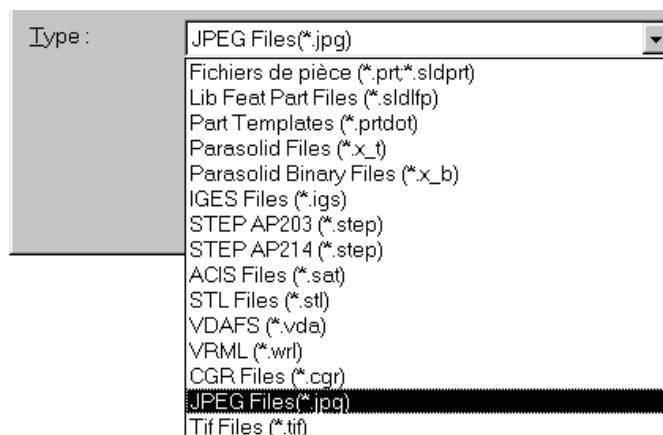 Type :
JPEG Files(*.jpg)
Fichiers de pièce (*.prt;*.sldprt)
Lib Feat Part Files (*.sldlfp)
Part Templates (*.prtdot)
Parasolid Files (*.x_t)
Parasolid Binary Files (*.x_b)
IGES Files (*.igs)
STEP AP203 (*.step)
STEP AP214 (*.step)
ACIS Files (*.sat)
STL Files (*.stl)
VDAFS (*.vda)
VRML (*.wrl)
CGR Files (*.cgr)
JPEG Files(*.jpg)
Tif Files (*.tif)